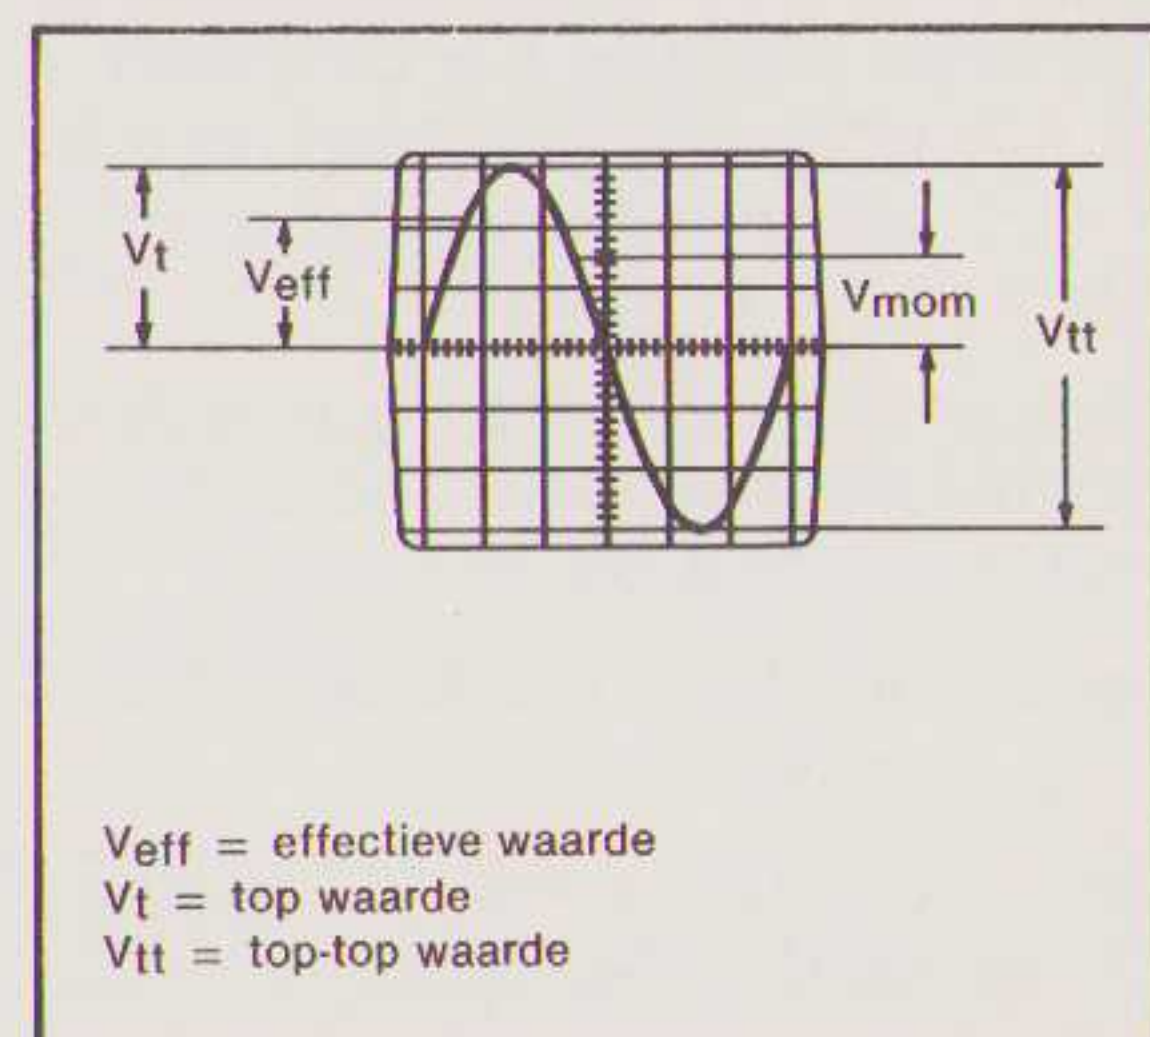 Vt
Veff
Vmom
Vtt
Veff = effectieve waarde
Vt = top waarde
Vtt = top-top waarde